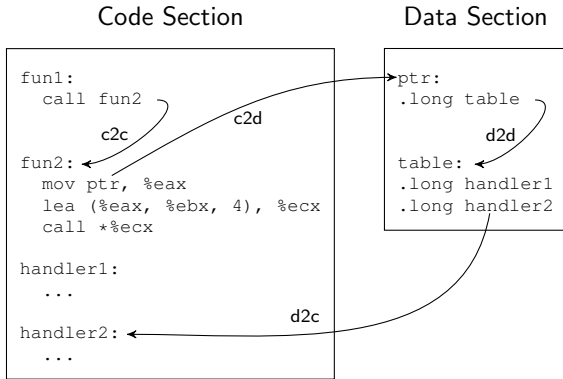 Code Section
Data Section
fun1:
call fun2
c2c
fun2:
mov ptr, %eax
lea (%eax, %ebx, 4), %ecx
call *%ecx
handler1:
...
handler2:
...
c2d
ptr:
.long table
d2d
table:
.long handler1
.long handler2
d2c